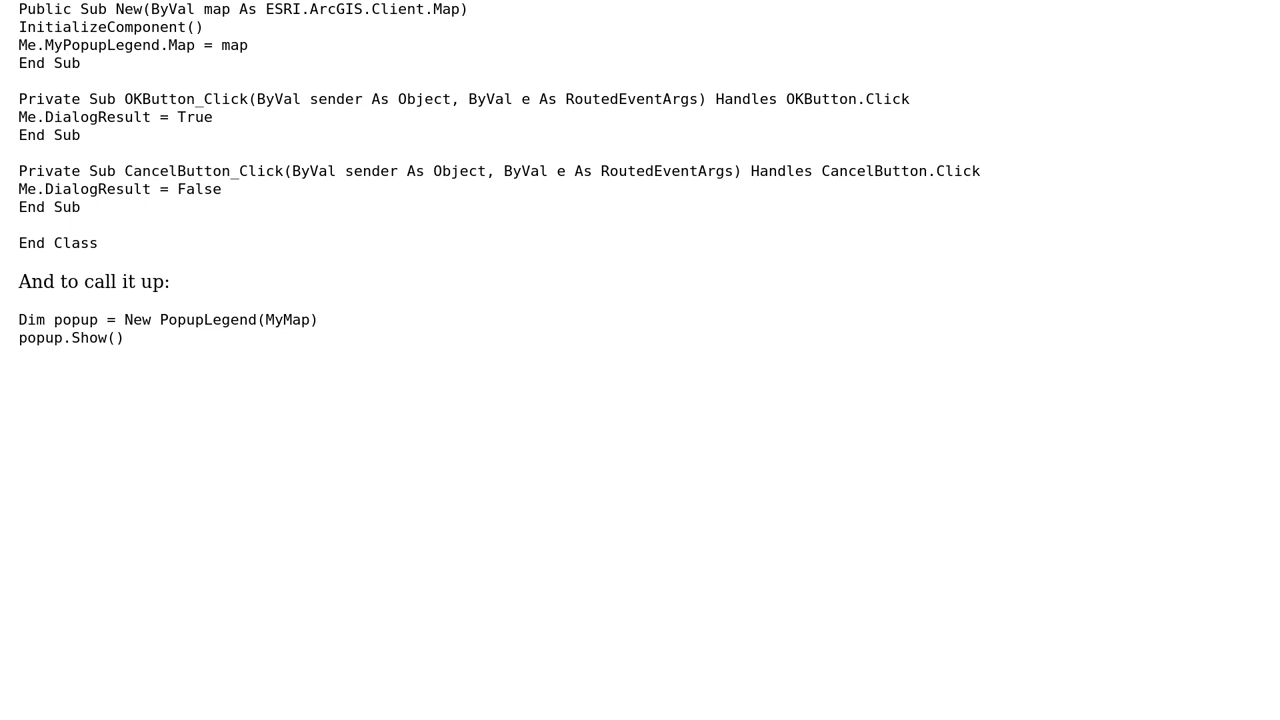 Public Sub New(ByVal map As ESRI.ArcGIS.Client.Map)
InitializeComponent()
Me.MyPopupLegend.Map = map
End Sub

Private Sub OKButton_Click(ByVal sender As Object, ByVal e As RoutedEventArgs) Handles OKButton.Click
Me.DialogResult = True
End Sub

Private Sub CancelButton_Click(ByVal sender As Object, ByVal e As RoutedEventArgs) Handles CancelButton.Click
Me.DialogResult = False
End Sub

End Class

And to call it up:

Dim popup = New PopupLegend(MyMap)
popup.Show()